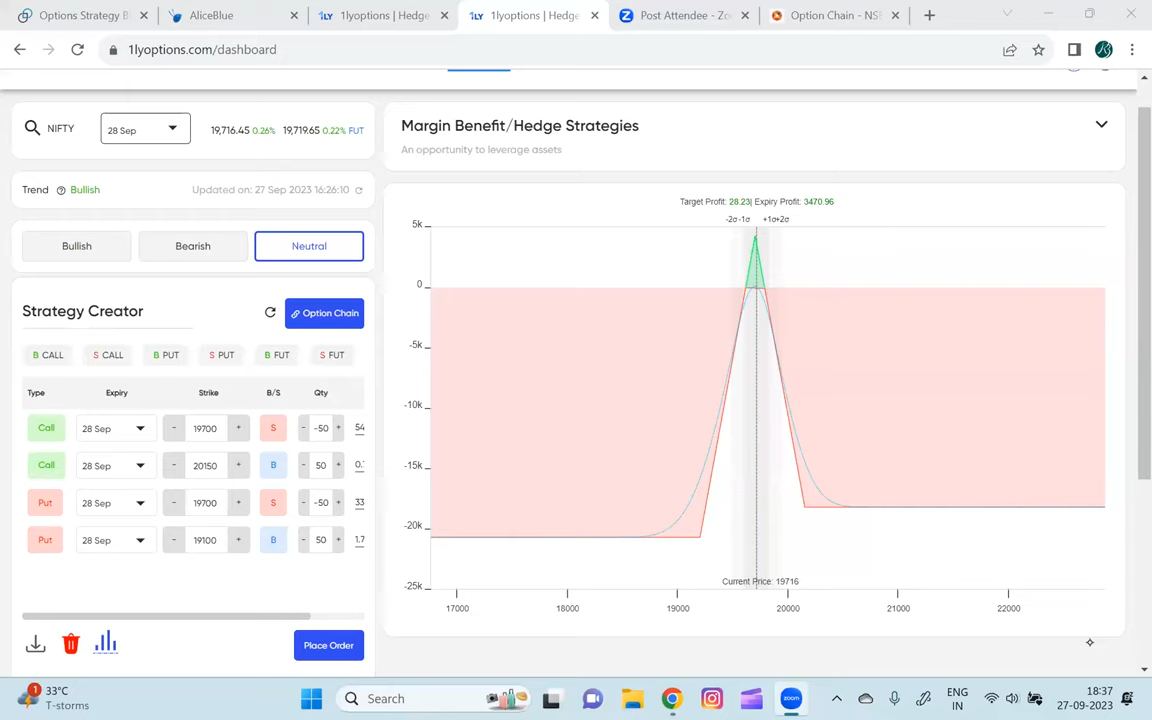 Options Strategy B
AliceBlue
1lyoptions | Hedge
1lyoptions | Hedge
Post Attendee - Zo
Option Chain - NSE
1lyoptions.com/dashboard
NIFTY
28 Sep
19,716.45 0.26% 19,719.65 0.22% FUT
Margin Benefit/Hedge Strategies
An opportunity to leverage assets
Trend Bullish
Updated on: 27 Sep 2023 16:26:10
Bullish
Bearish
Neutral
Target Profit: 28.23| Expiry Profit: 3470.96
-2σ -1σ +1σ +2σ
5k
0
-5k
-10k
-15k
-20k
-25k
Current Price: 19716
17000 18000 19000 20000 21000 22000
Strategy Creator
Option Chain
B CALL S CALL B PUT S PUT B FUT S FUT
Type Expiry Strike B/S Qty
Call 28 Sep - 19700 + S - -50 + 54
Call 28 Sep - 20150 + B - 50 + 0.
Put 28 Sep - 19700 + S - -50 + 33
Put 28 Sep - 19100 + B - 50 + 1.7
Place Order
1
33°C
T-storms
Search
zoom
ENG
IN
18:37
27-09-2023